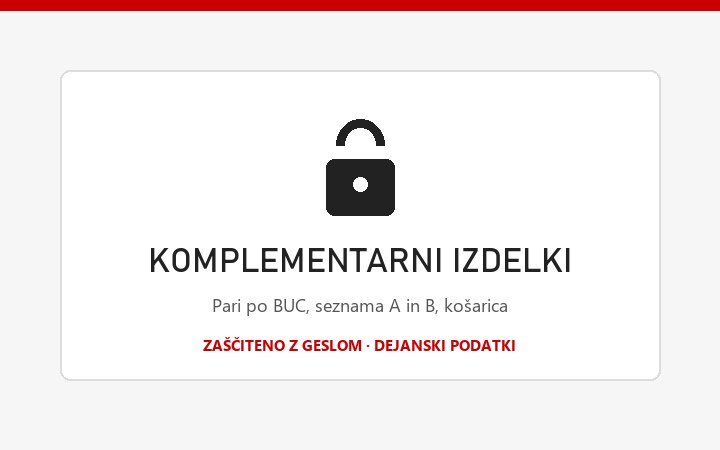 KOMPLEMENTARNI IZDELKI
Pari po BUC, seznama A in B, košarica
ZAŠČITENO Z GESLOM · DEJANSKI PODATKI